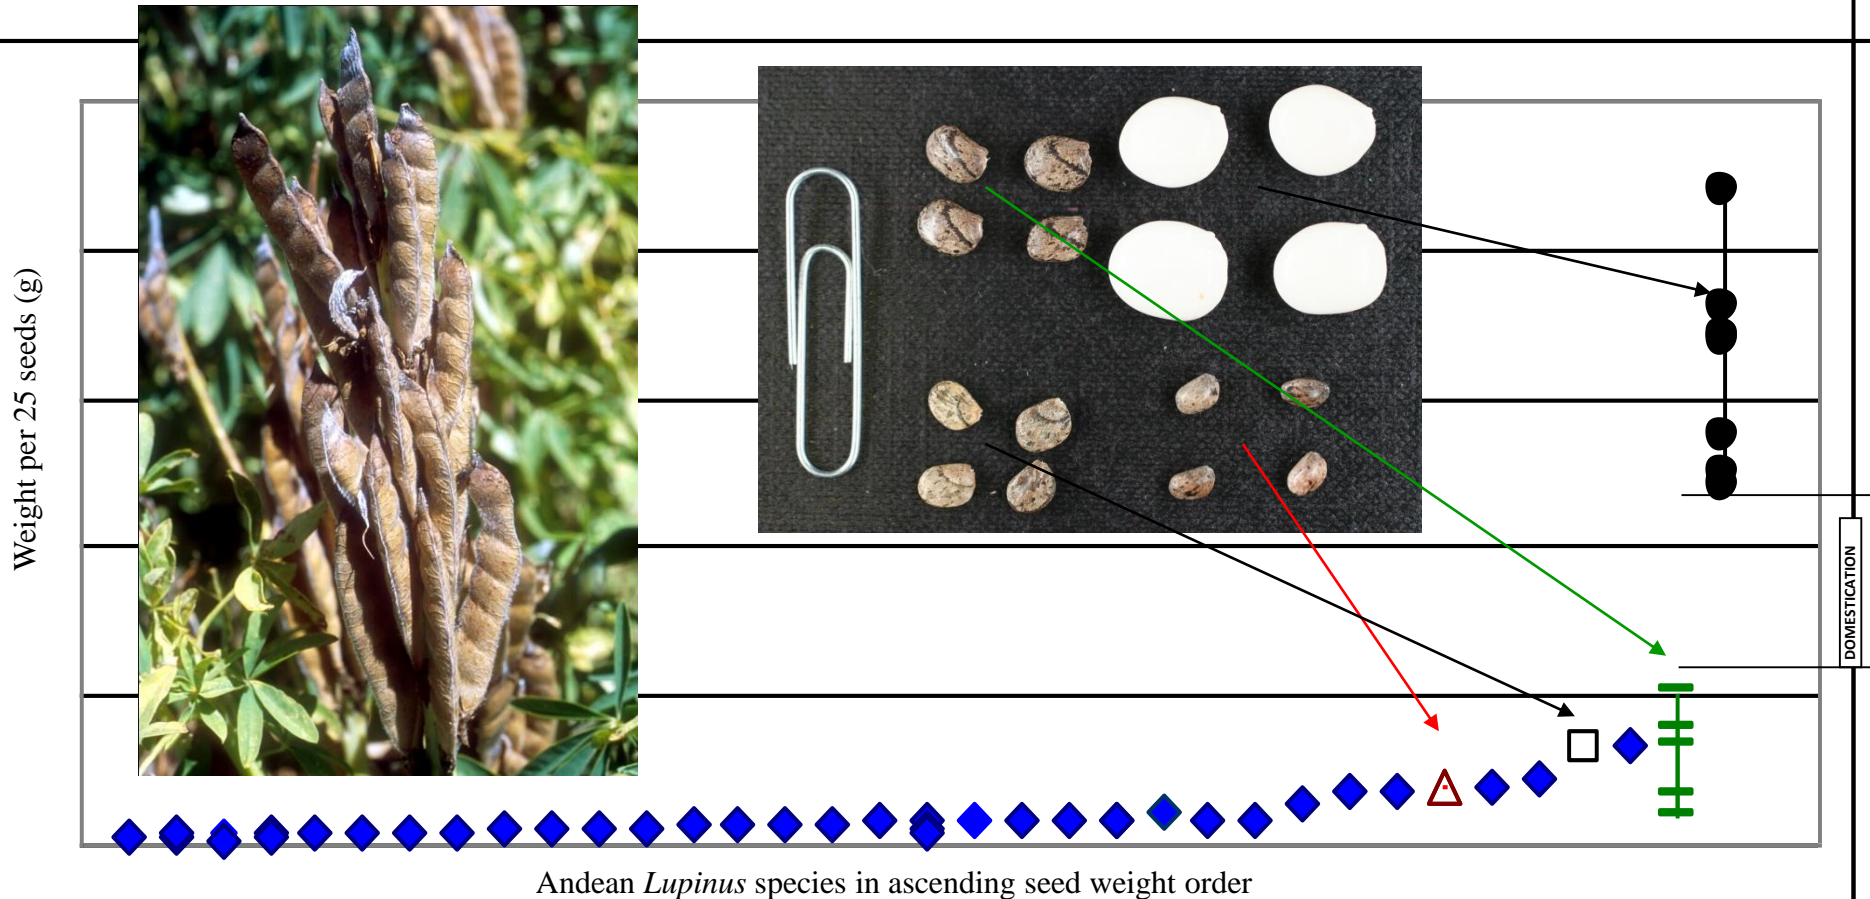 Weight per 25 seeds (g)
DOMESTICATION
Andean Lupinus species in ascending seed weight order